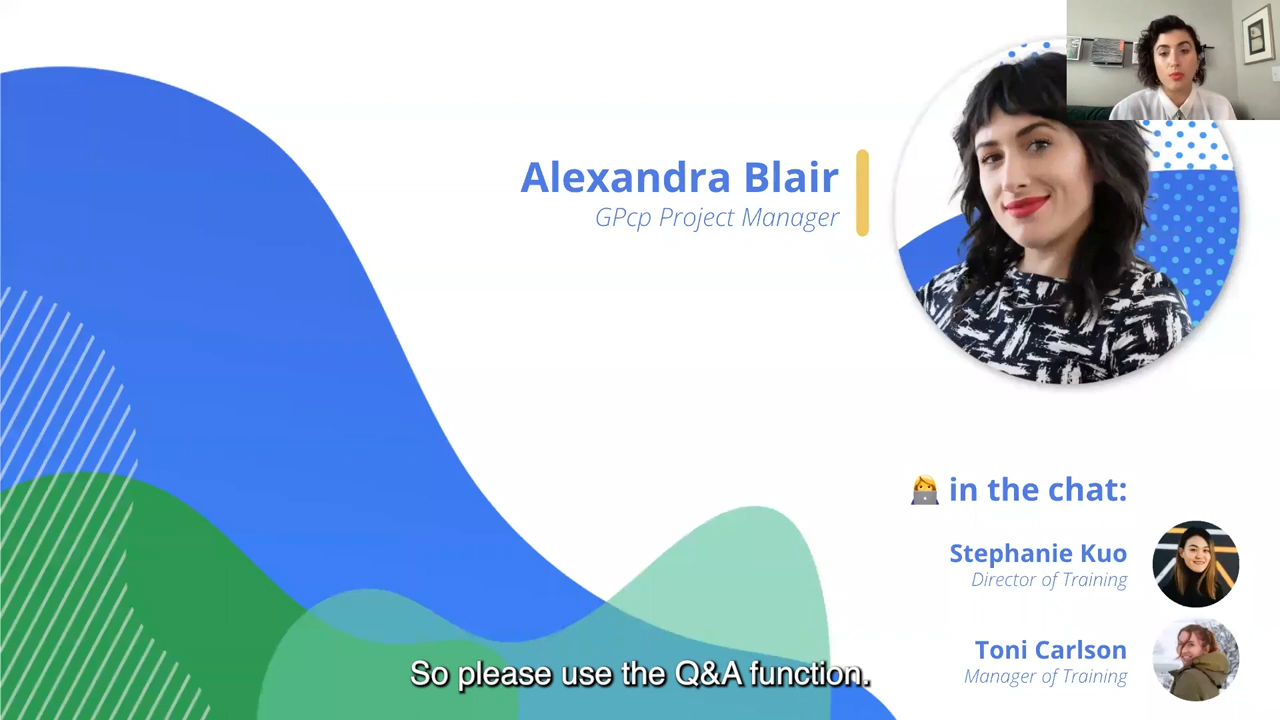 Alexandra Blair
GPcp Project Manager
in the chat:
Stephanie Kuo
Director of Training
Toni Carlson
Manager of Training
So please use the Q&A function.